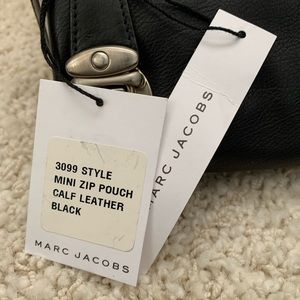 3099 STYLE
MINI ZIP POUCH
CALF LEATHER
BLACK
MARC JACOBS
MARC JACOBS